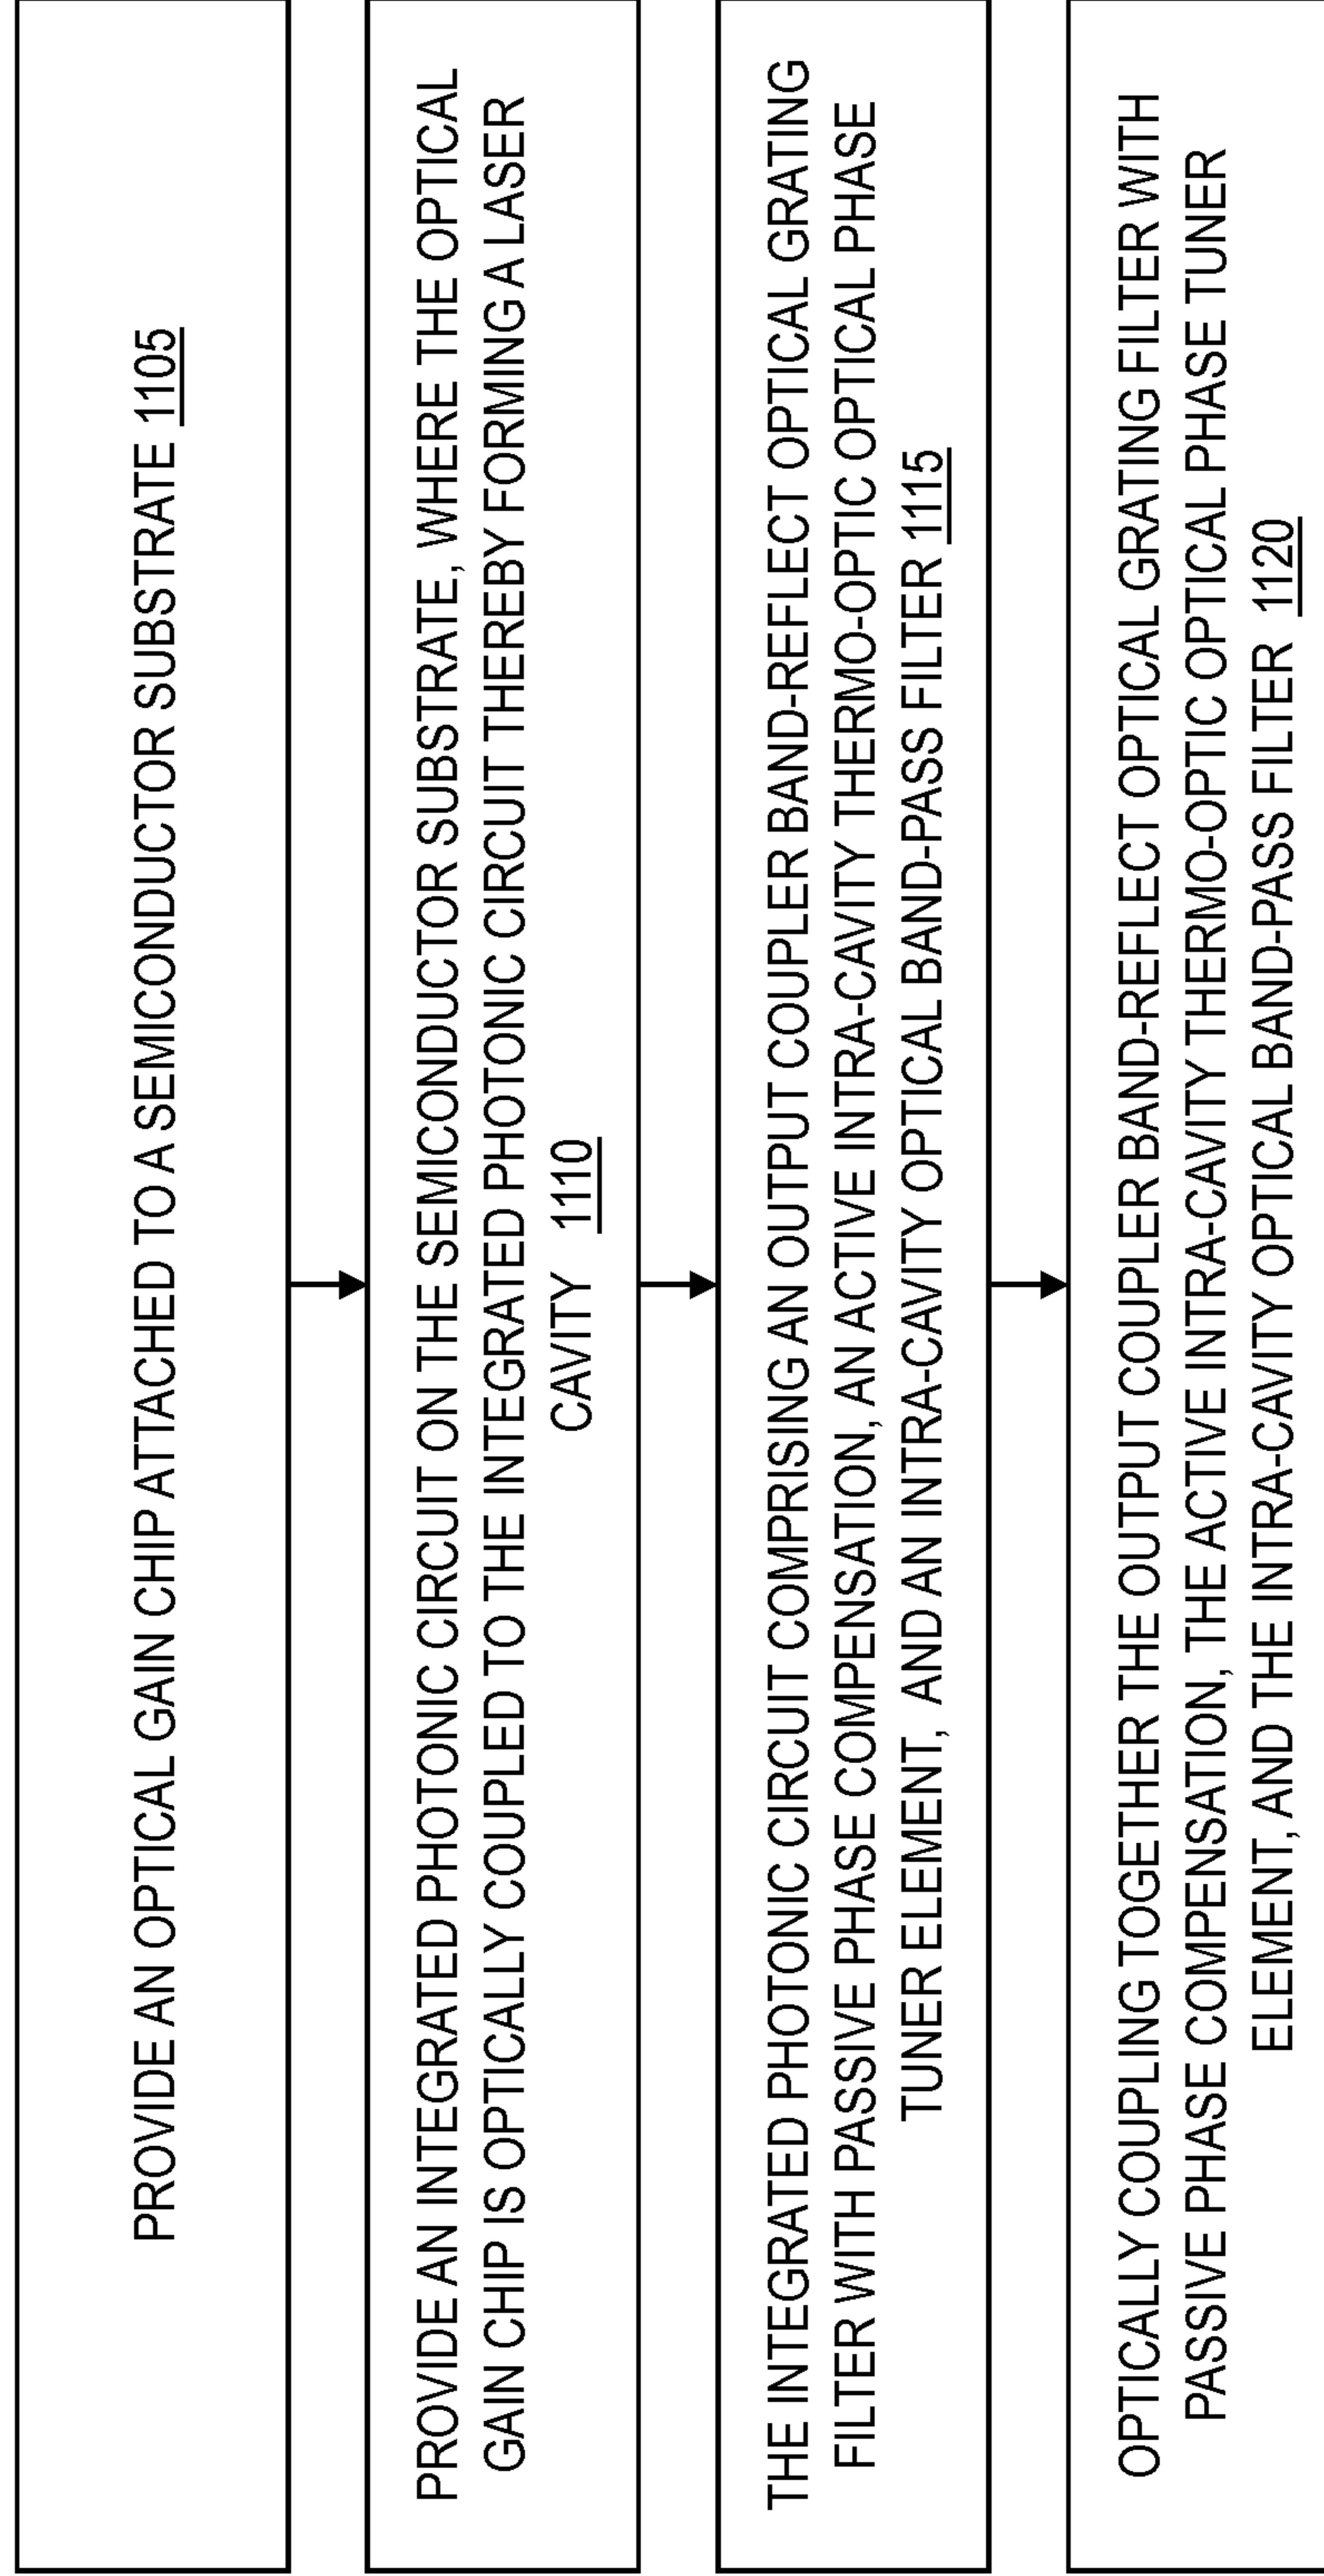 PROVIDE AN OPTICAL GAIN CHIP ATTACHED TO A SEMICONDUCTOR SUBSTRATE 1105
PROVIDE AN INTEGRATED PHOTONIC CIRCUIT ON THE SEMICONDUCTOR SUBSTRATE, WHERE THE OPTICAL
GAIN CHIP IS OPTICALLY COUPLED TO THE INTEGRATED PHOTONIC CIRCUIT THEREBY FORMING A LASER
CAVITY 1110
THE INTEGRATED PHOTONIC CIRCUIT COMPRISING AN OUTPUT COUPLER BAND-REFLECT OPTICAL GRATING
FILTER WITH PASSIVE PHASE COMPENSATION, AN ACTIVE INTRA-CAVITY THERMO-OPTIC OPTICAL PHASE
TUNER ELEMENT, AND AN INTRA-CAVITY OPTICAL BAND-PASS FILTER 1115
OPTICALLY COUPLING TOGETHER THE OUTPUT COUPLER BAND-REFLECT OPTICAL GRATING FILTER WITH
PASSIVE PHASE COMPENSATION, THE ACTIVE INTRA-CAVITY THERMO-OPTIC OPTICAL PHASE TUNER
ELEMENT, AND THE INTRA-CAVITY OPTICAL BAND-PASS FILTER 1120